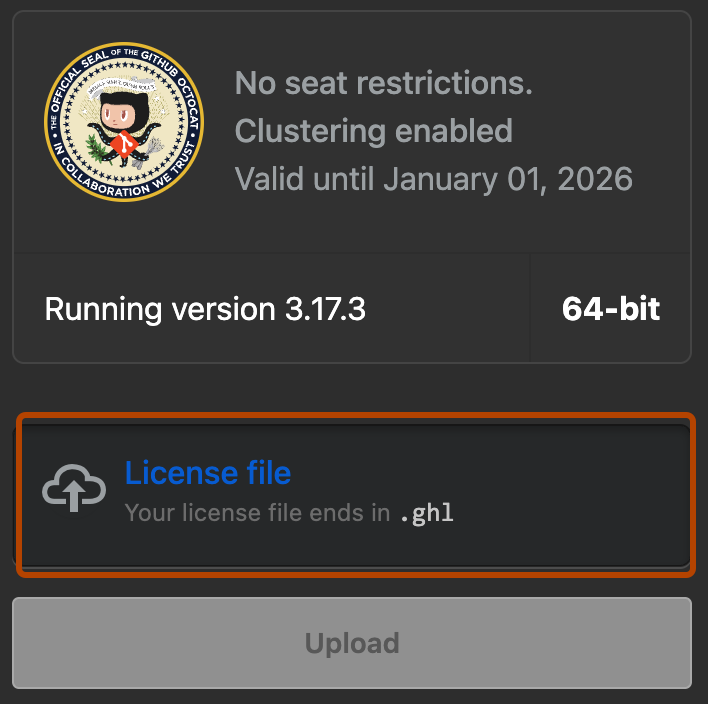 THE OFFICIAL SEAL OF THE GITHUB OCTOCAT
IN COLLABORATION WE TRUST
No seat restrictions.
Clustering enabled
Valid until January 01, 2026
Running version 3.17.3
64-bit
License file
Your license file ends in .ghl
Upload